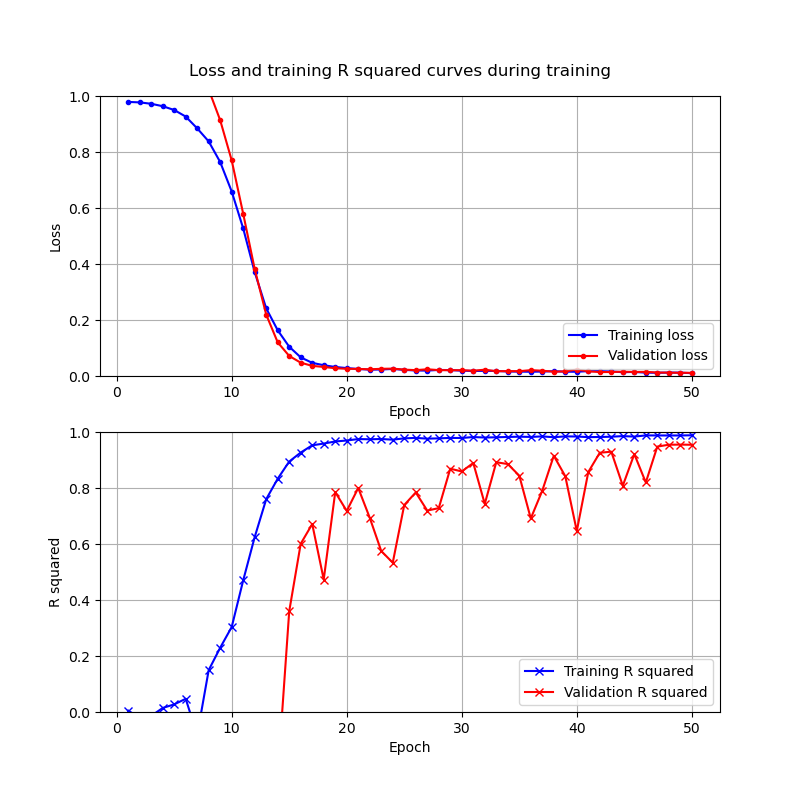 Loss and training R squared curves during training
1.0
0.8
0.6
0.4
0.2
0.0
Loss
Training loss
Validation loss
0 10 20 30 40 50
Epoch
1.0
0.8
0.6
0.4
0.2
0.0
R squared
Training R squared
Validation R squared
0 10 20 30 40 50
Epoch